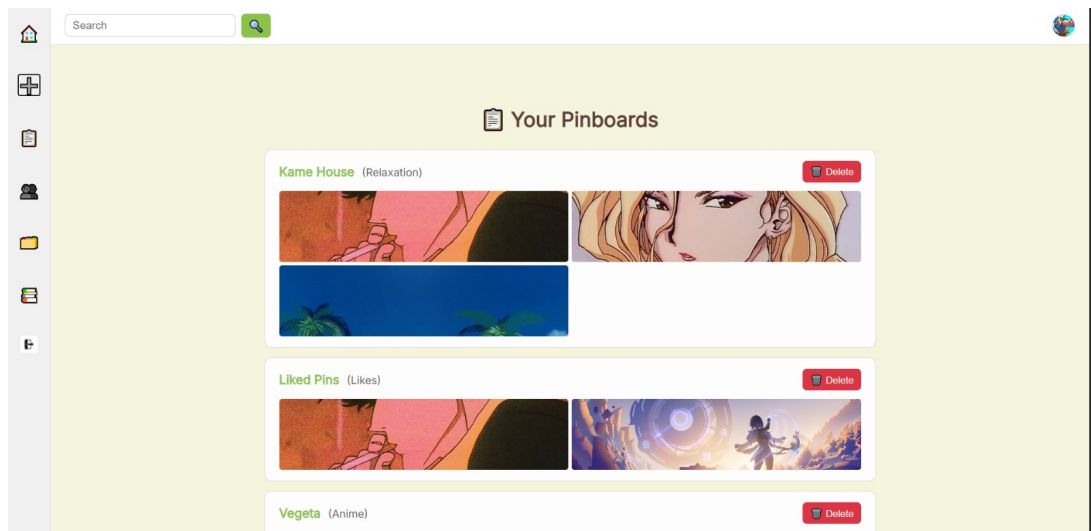 Search
Your Pinboards
Kame House (Relaxation)
Delete
Liked Pins (Likes)
Delete
Vegeta (Anime)
Delete